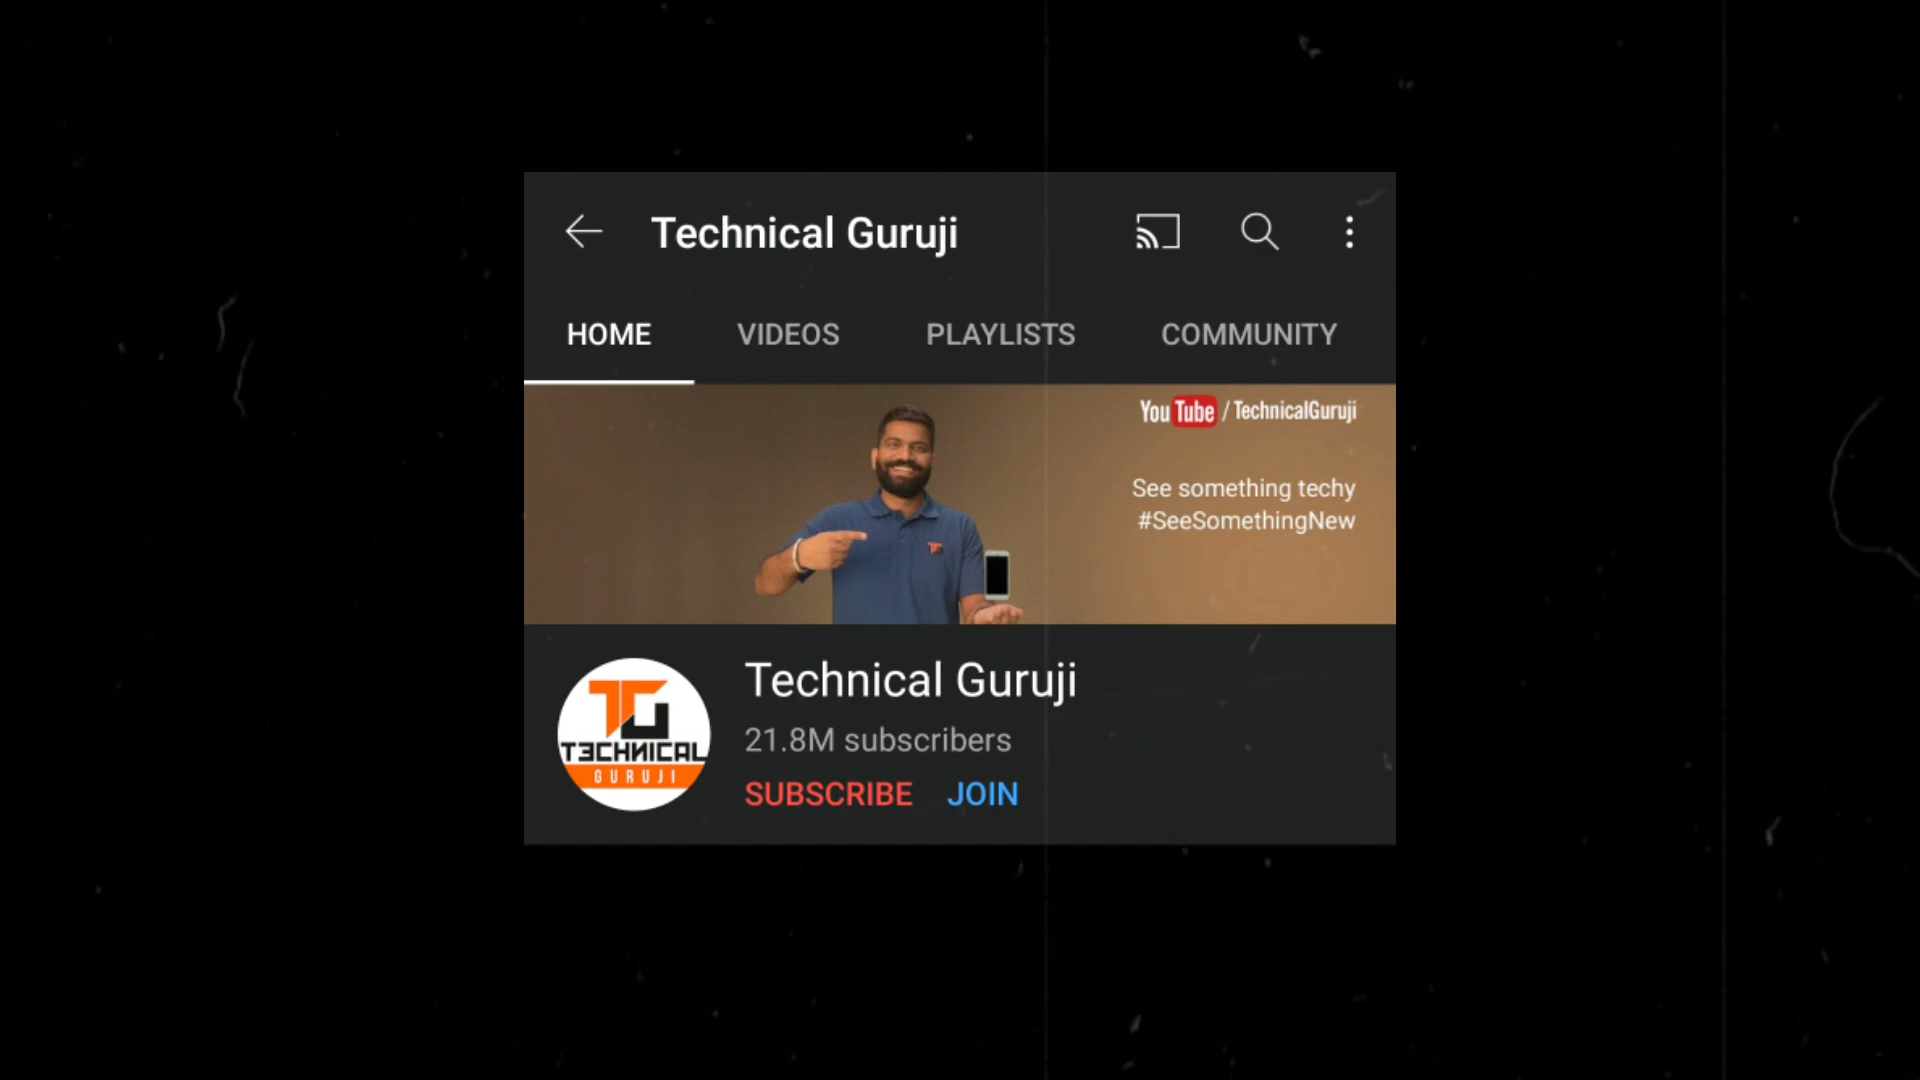 Technical Guruji
HOME VIDEOS PLAYLISTS COMMUNITY
YouTube / TechnicalGuruji
See something techy
#SeeSomethingNew
TG
Technical Guruji
21.8M subscribers
TECHNICAL
GURUJI
SUBSCRIBE JOIN